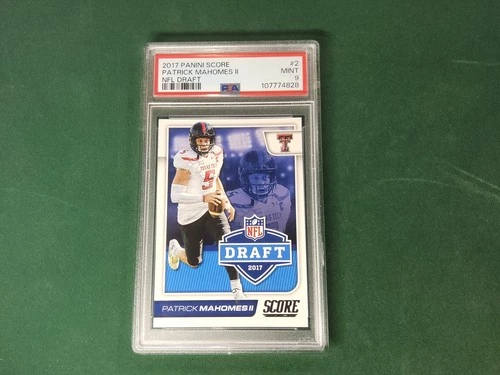 2017 PANINI SCORE #2
PATRICK MAHOMES II MINT
NFL DRAFT 9
PSA 107774828
T
5
NFL
DRAFT
2017
PATRICK MAHOMES II SCORE